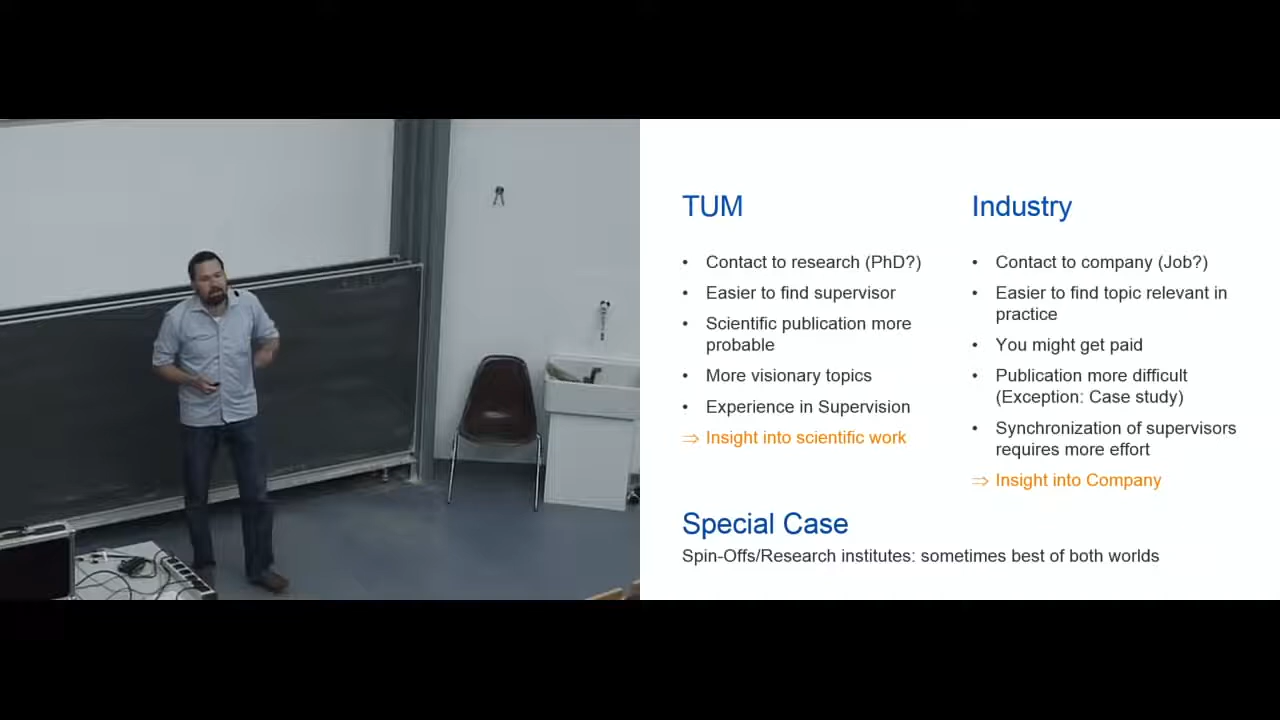 TUM
• Contact to research (PhD?)
• Easier to find supervisor
• Scientific publication more
probable
• More visionary topics
• Experience in Supervision
⇒ Insight into scientific work
Industry
• Contact to company (Job?)
• Easier to find topic relevant in
practice
• You might get paid
• Publication more difficult
(Exception: Case study)
• Synchronization of supervisors
requires more effort
⇒ Insight into Company
Special Case
Spin-Offs/Research institutes: sometimes best of both worlds